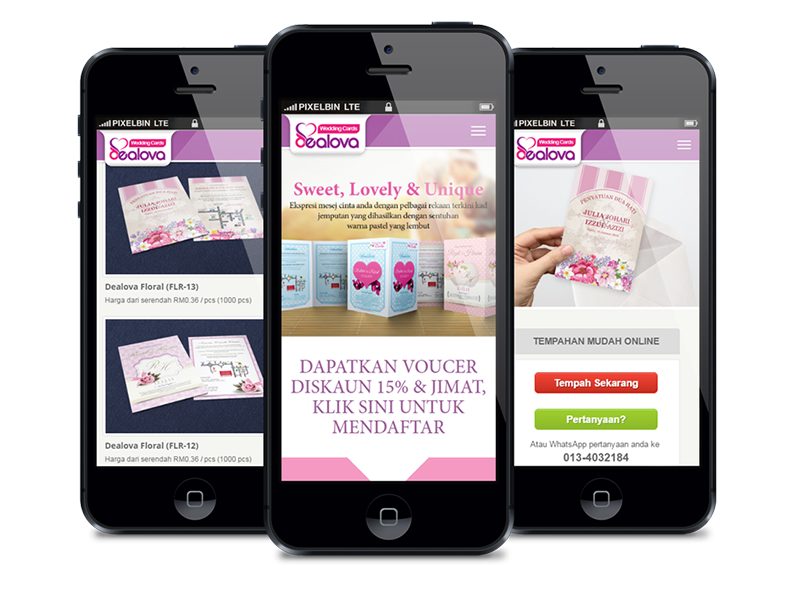 PIXELBIN LTE
Wedding Cards
Dealova
Dealova Floral (FLR-13)
Harga dari serendah RM0.36 / pcs (1000 pcs)
Dealova Floral (FLR-12)
Harga dari serendah RM0.36 / pcs (1000 pcs)
PIXELBIN LTE
Wedding Cards
Dealova
Sweet, Lovely & Unique
Ekspresi mesej cinta anda dengan pelbagai rekaan terkini kad
jemputan yang dihasilkan dengan sentuhan
warna pastel yang lembut
DAPATKAN VOUCER
DISKAUN 15% & JIMAT,
KLIK SINI UNTUK
MENDAFTAR
PIXELBIN LTE
Wedding Cards
Dealova
PENYATUAN DUA HATI
JULIA JOHARI
IZZUL AZIZI
TEMPAHAN MUDAH ONLINE
Tempah Sekarang
Pertanyaan?
Atau WhatsApp pertanyaan anda ke
013-4032184